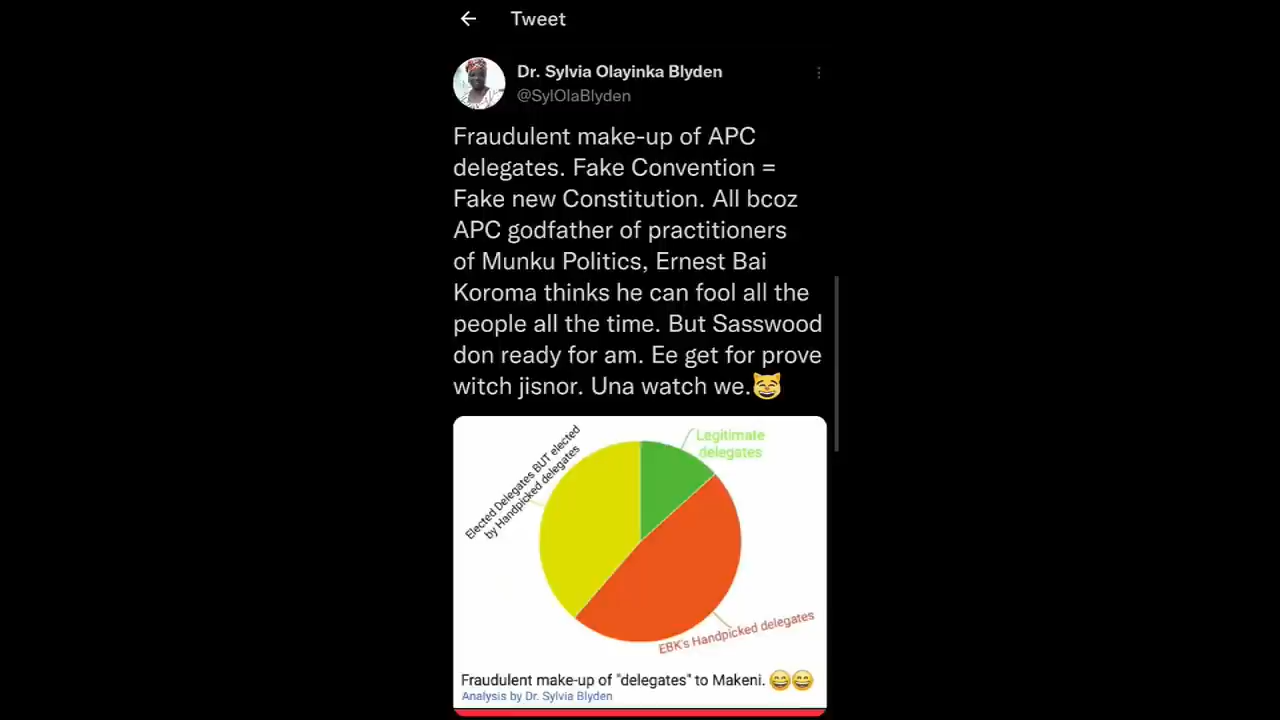 Tweet
Dr. Sylvia Olayinka Blyden
@SylOlaBlyden
Fraudulent make-up of APC
delegates. Fake Convention =
Fake new Constitution. All bcoz
APC godfather of practitioners
of Munku Politics, Ernest Bai
Koroma thinks he can fool all the
people all the time. But Sasswood
don ready for am. Ee get for prove
witch jisnor. Una watch we.😹
Legitimate
delegates
Elected Delegates BUT elected
by Handpicked delegates
EBK's Handpicked delegates
Fraudulent make-up of "delegates" to Makeni. 😄😄
Analysis by Dr. Sylvia Blyden